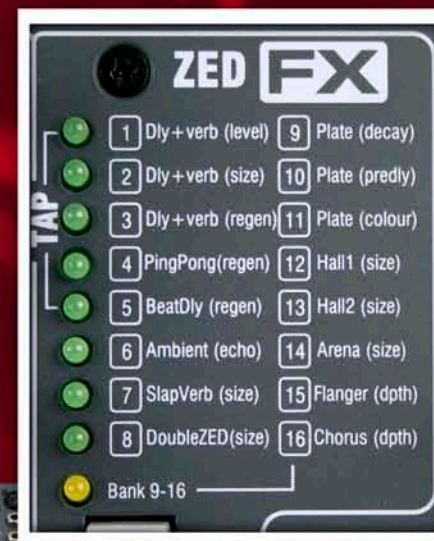 ZED FX
TAP
1 Dly+verb (level)
2 Dly+verb (size)
3 Dly+verb (regen)
4 PingPong(regen)
5 BeatDly (regen)
6 Ambient (echo)
7 SlapVerb (size)
8 DoubleZED(size)
9 Plate (decay)
10 Plate (predly)
11 Plate (colour)
12 Hall1 (size)
13 Hall2 (size)
14 Arena (size)
15 Flanger (dpth)
16 Chorus (dpth)
Bank 9-16